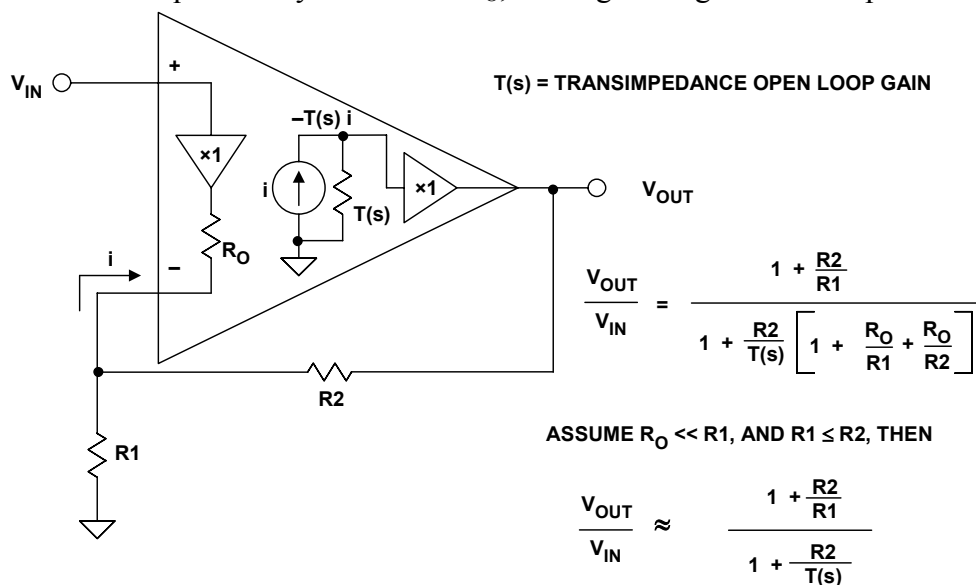 +
V_IN
T(s) = TRANSIMPEDANCE OPEN LOOP GAIN
–T(s) i
×1
i
×1
T(s)
V_OUT
R_O
i
–
V_OUT / V_IN = (1 + R2/R1) / (1 + R2/T(s) [1 + R_O/R1 + R_O/R2])
R2
R1
ASSUME R_O << R1, AND R1 ≤ R2, THEN
V_OUT / V_IN ≈ (1 + R2/R1) / (1 + R2/T(s))